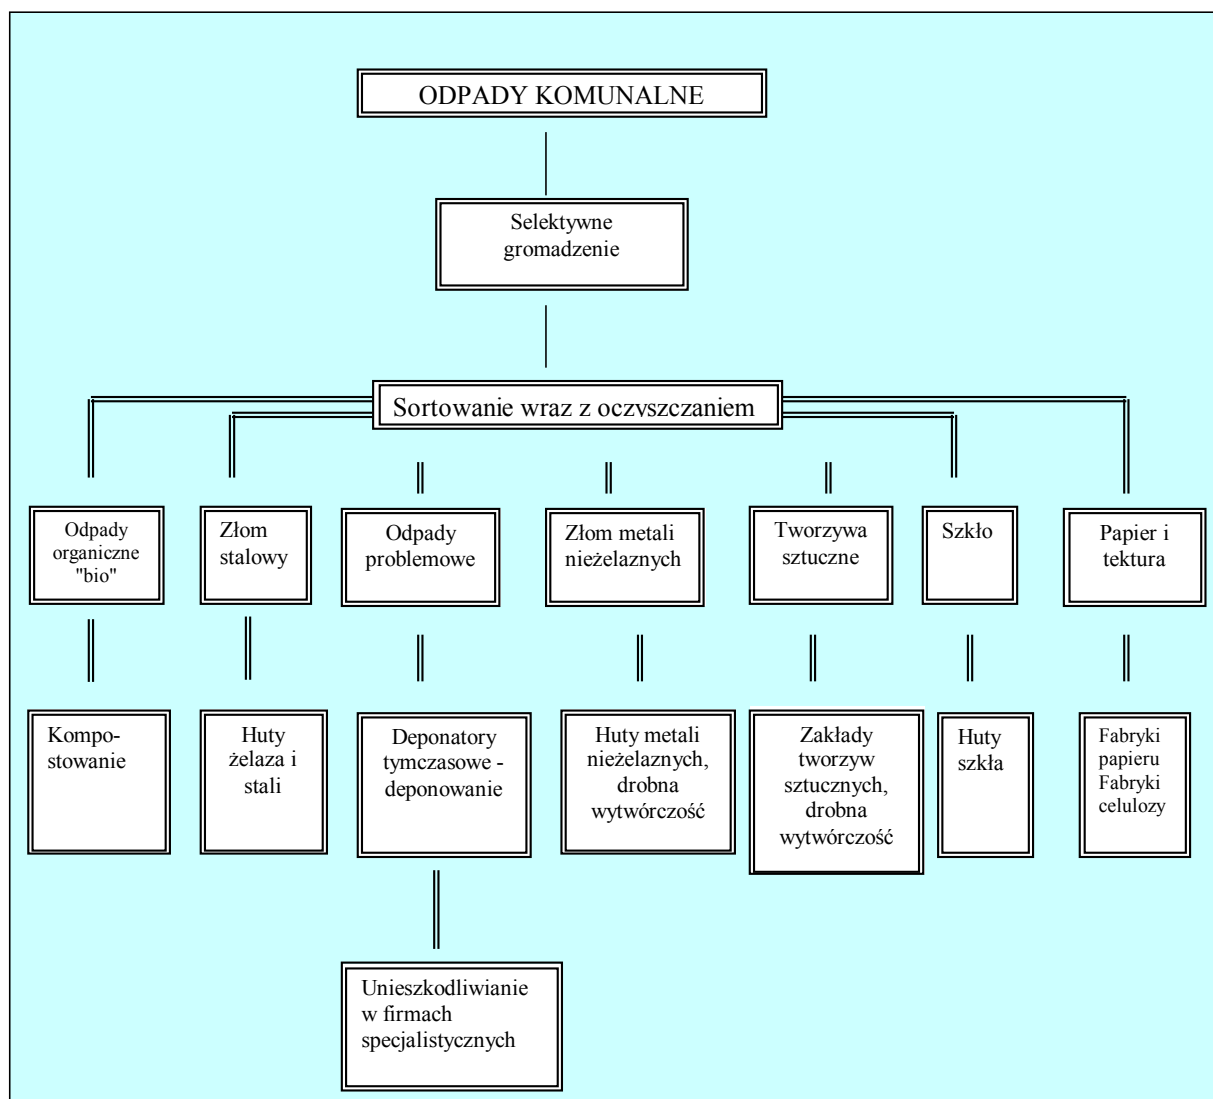 ODPADY KOMUNALNE
Selektywne
gromadzenie
Sortowanie wraz z oczyszczaniem
Odpady
organiczne
"bio"
Złom
stalowy
Odpady
problemowe
Złom metali
nieżelaznych
Tworzywa
sztuczne
Szkło
Papier i
tektura
Kompo-
stowanie
Huty
żelaza i
stali
Deponatory
tymczasowe -
deponowanie
Huty metali
nieżelaznych,
drobna
wytwórczość
Zakłady
tworzyw
sztucznych,
drobna
wytwórczość
Huty
szkła
Fabryki
papieru
Fabryki
celulozy
Unieszkodliwianie
w firmach
specjalistycznych